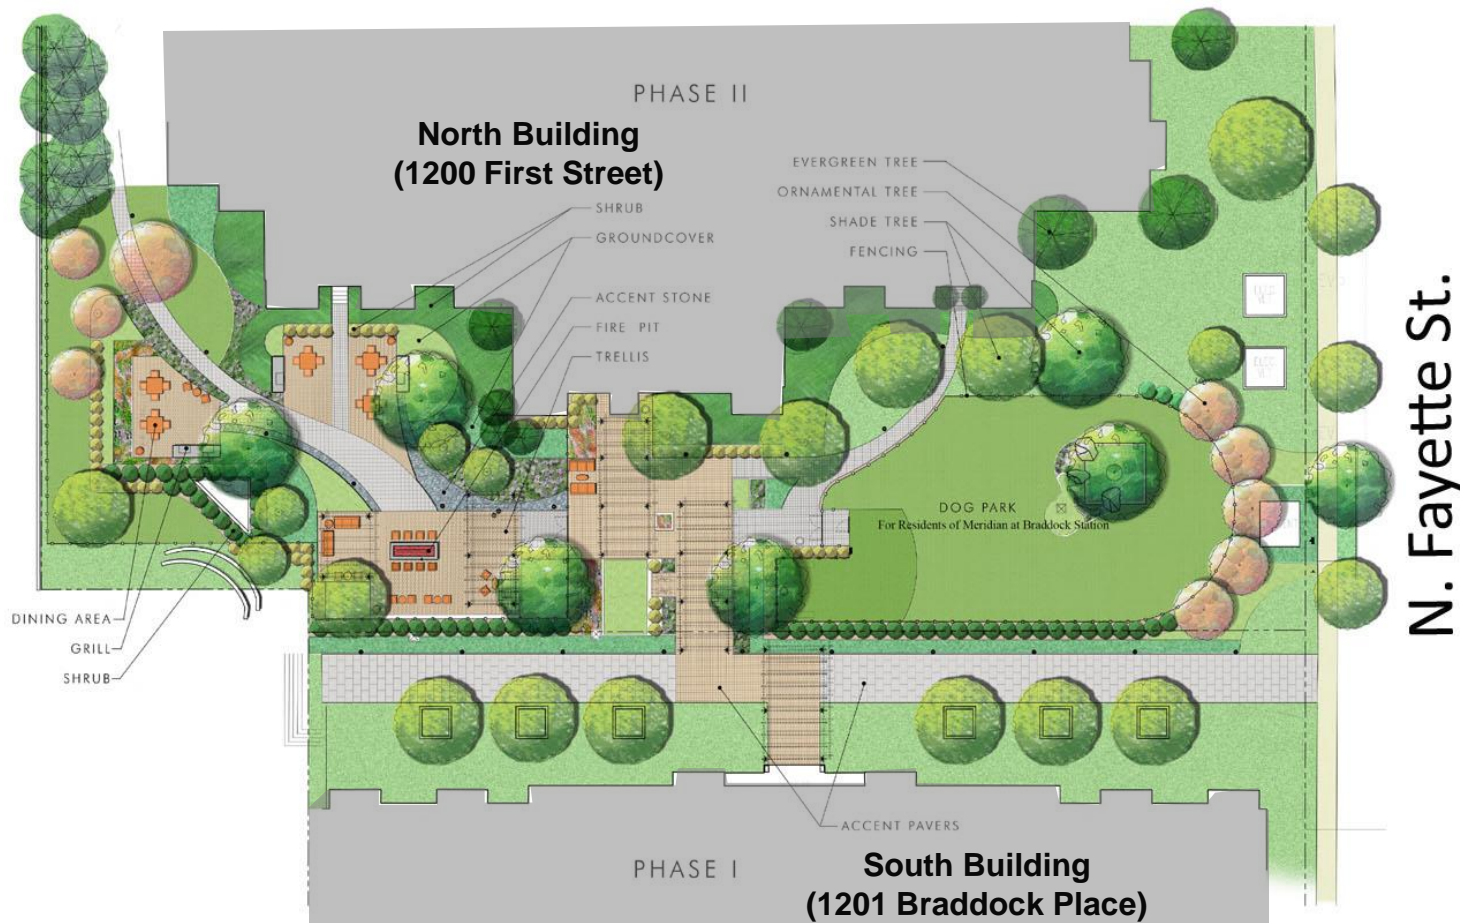 PHASE II
North Building
(1200 First Street)
EVERGREEN TREE
ORNAMENTAL TREE
SHADE TREE
FENCING
SHRUB
GROUNDCOVER
ACCENT STONE
FIRE PIT
TRELLIS
N. Fayette St.
DOG PARK
For Residents of Meridian at Braddock Station
DINING AREA
GRILL
SHRUB
ACCENT PAVERS
PHASE I
South Building
(1201 Braddock Place)